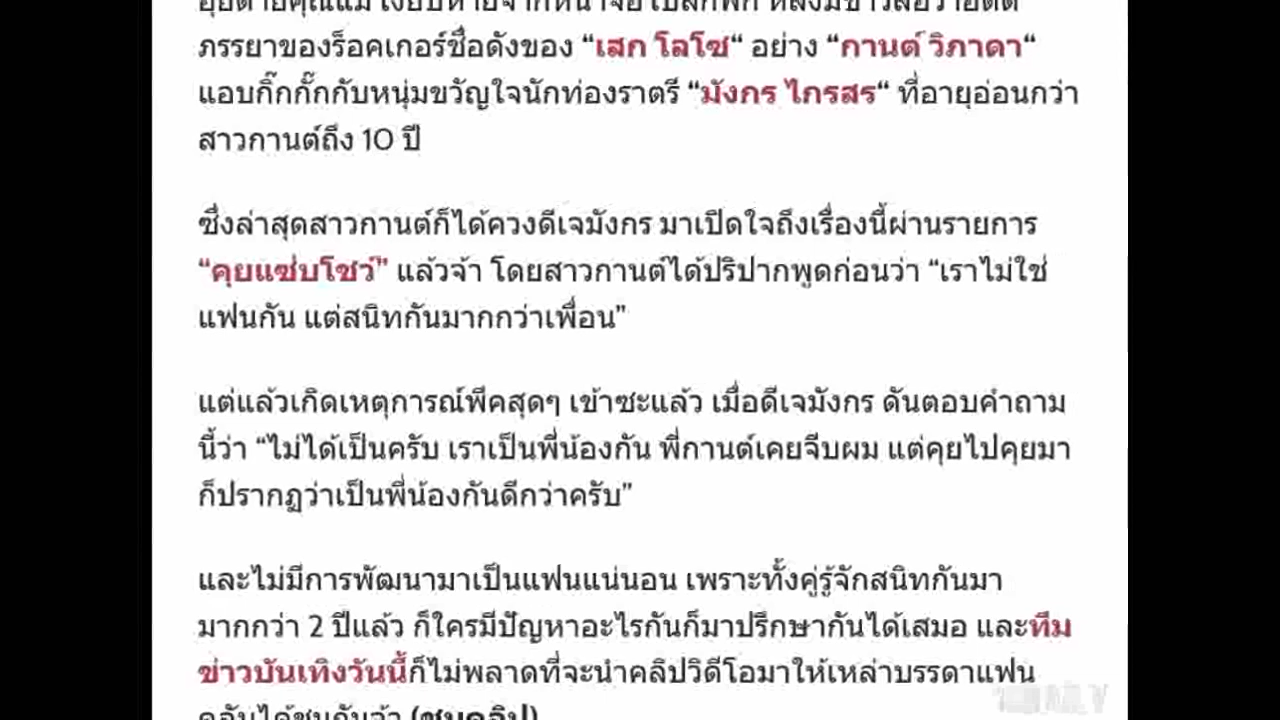 ภรรยาของร็อคเกอร์ชื่อดังของ “เสก โลโซ“ อย่าง “กานต์ วิภาดา“
แอบกิ๊กกั๊กกับหนุ่มขวัญใจนักท่องราตรี “มังกร ไกรสร“ ที่อายุอ่อนกว่า
สาวกานต์ถึง 10 ปี
ซึ่งล่าสุดสาวกานต์ก็ได้ควงดีเจมังกร มาเปิดใจถึงเรื่องนี้ผ่านรายการ
“คุยแซ่บโชว์” แล้วจ้า โดยสาวกานต์ได้ปริปากพูดก่อนว่า “เราไม่ใช่
แฟนกัน แต่สนิทกันมากกว่าเพื่อน”
แต่แล้วเกิดเหตุการณ์พีคสุดๆ เข้าซะแล้ว เมื่อดีเจมังกร ดันตอบคำถาม
นี้ว่า “ไม่ได้เป็นครับ เราเป็นพี่น้องกัน พี่กานต์เคยจีบผม แต่คุยไปคุยมา
ก็ปรากฏว่าเป็นพี่น้องกันดีกว่าครับ”
และไม่มีการพัฒนามาเป็นแฟนแน่นอน เพราะทั้งคู่รู้จักสนิทกันมา
มากกว่า 2 ปีแล้ว ก็ใครมีปัญหาอะไรกันก็มาปรึกษากันได้เสมอ และทีม
ข่าวบันเทิงวันนี้ก็ไม่พลาดที่จะนำคลิปวิดีโอมาให้เหล่าบรรดาแฟน
(ชมคลิป)